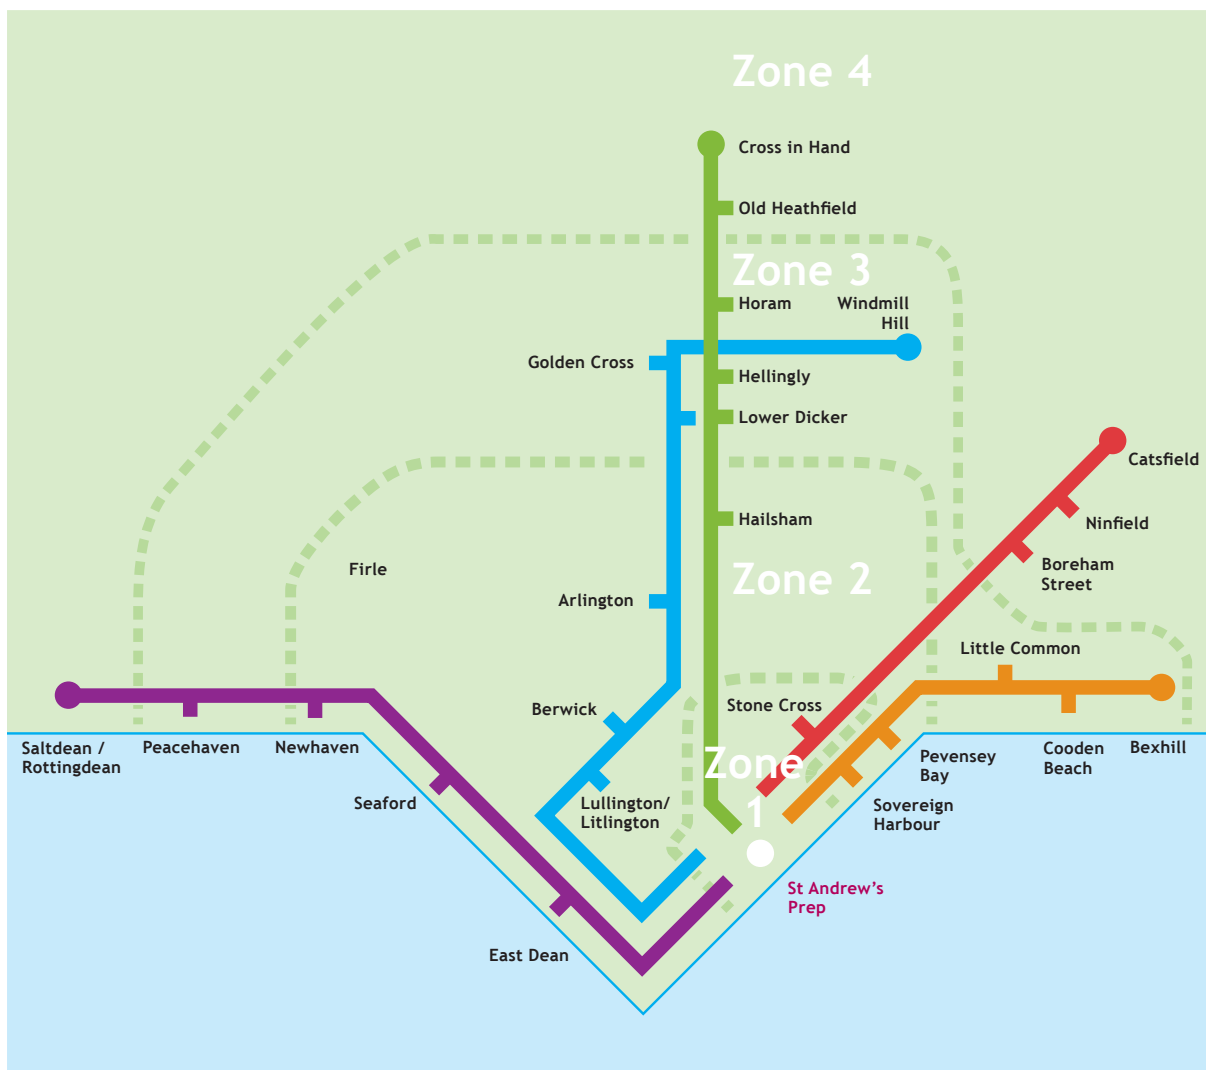 Zone 4
Cross in Hand
Old Heathfield
Zone 3
Horam
Windmill
Hill
Golden Cross
Hellingly
Lower Dicker
Catsfield
Hailsham
Ninfield
Firle
Boreham
Street
Zone 2
Arlington
Little Common
Stone Cross
Berwick
Saltdean /
Rottingdean
Peacehaven
Newhaven
Pevensey
Bay
Cooden
Beach
Bexhill
Zone
1
Seaford
Lullington/
Litlington
Sovereign
Harbour
St Andrew's
Prep
East Dean